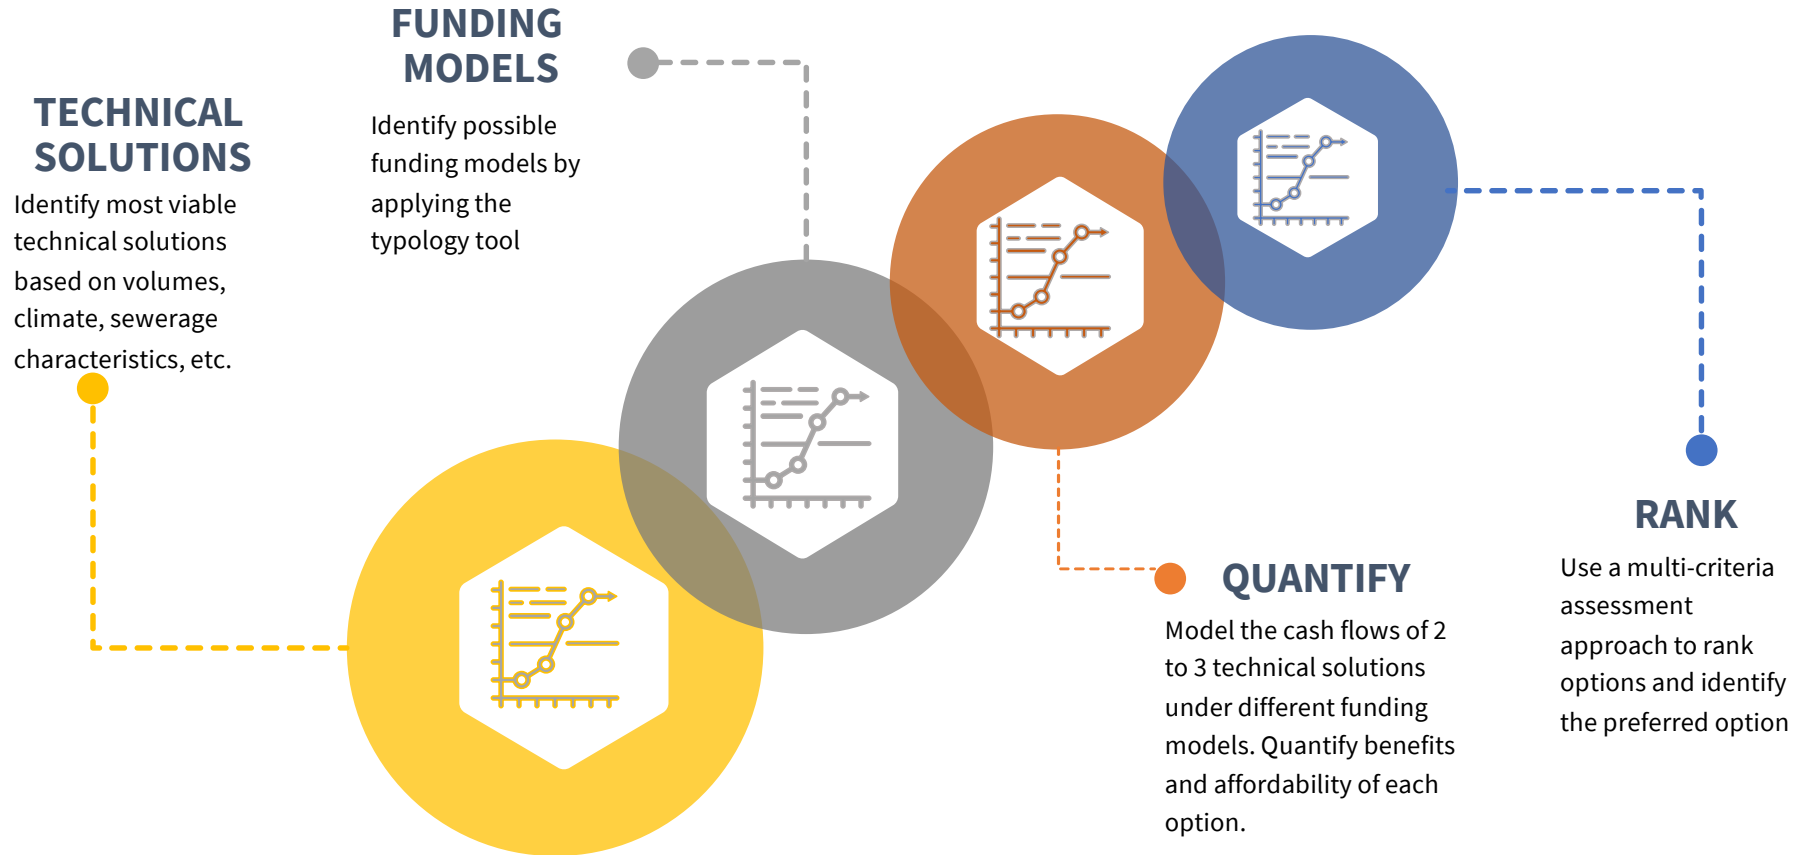 TECHNICAL
SOLUTIONS
Identify most viable
technical solutions
based on volumes,
climate, sewerage
characteristics, etc.
FUNDING
MODELS
Identify possible
funding models by
applying the
typology tool
QUANTIFY
Model the cash flows of 2
to 3 technical solutions
under different funding
models. Quantify benefits
and affordability of each
option.
RANK
Use a multi-criteria
assessment
approach to rank
options and identify
the preferred option